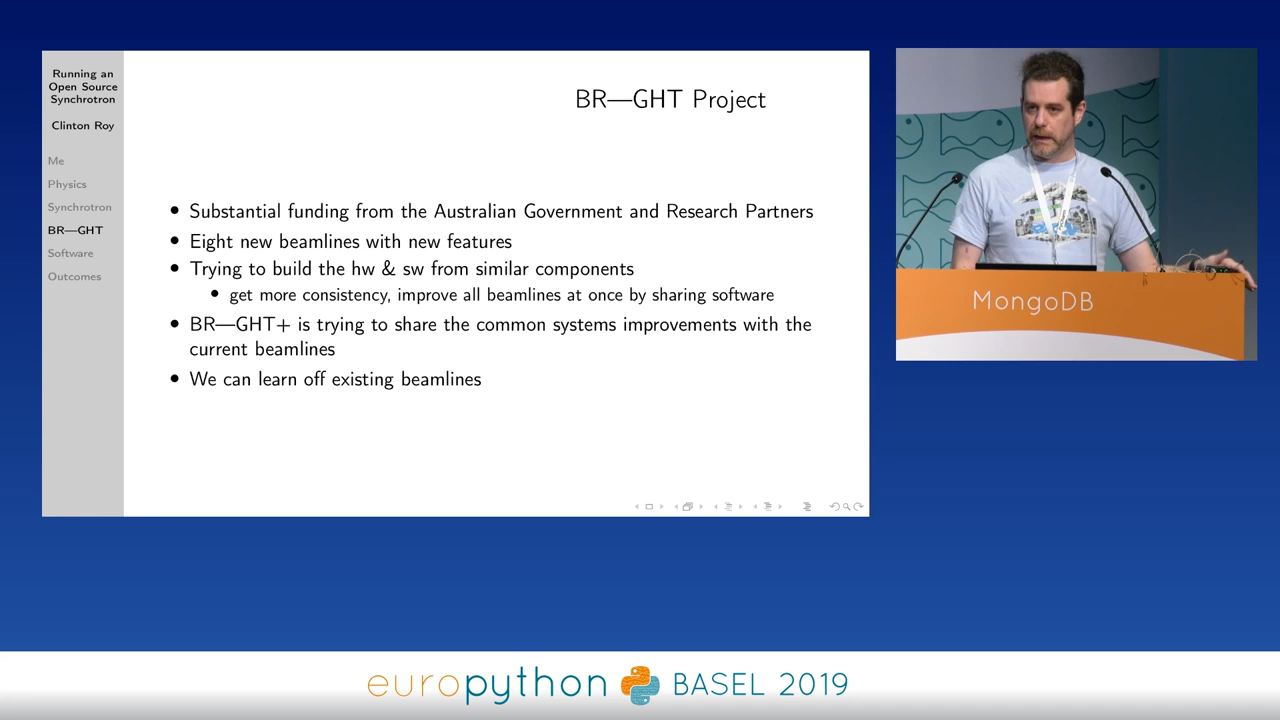 Running an
Open Source
Synchrotron
Clinton Roy
Me
Physics
Synchrotron
BR—GHT
Software
Outcomes
BR—GHT Project
• Substantial funding from the Australian Government and Research Partners
• Eight new beamlines with new features
• Trying to build the hw & sw from similar components
• get more consistency, improve all beamlines at once by sharing software
• BR—GHT+ is trying to share the common systems improvements with the
current beamlines
• We can learn off existing beamlines
MongoDB
europython BASEL 2019